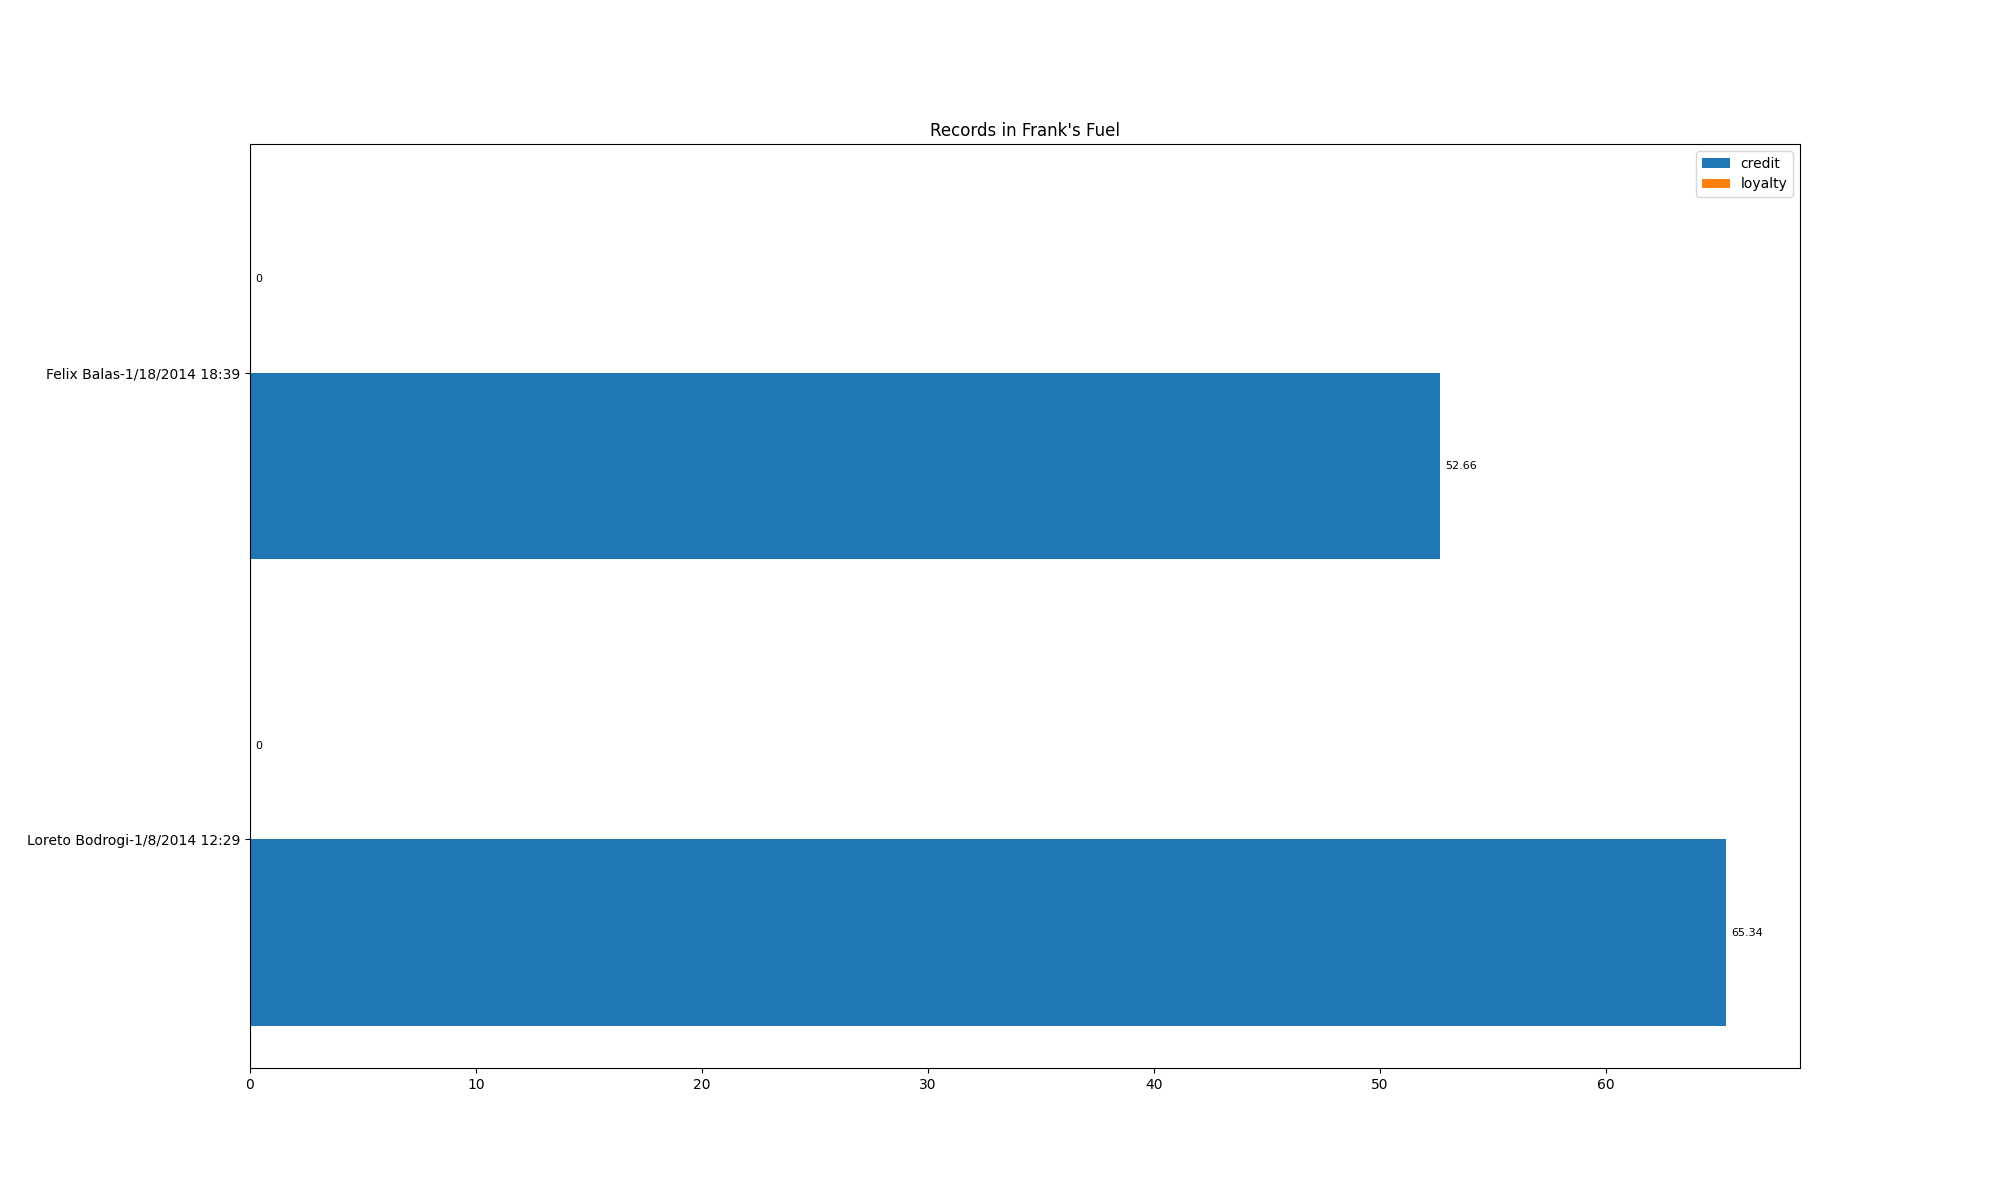 Records in Frank's Fuel
credit
loyalty
0
Felix Balas-1/18/2014 18:39
52.66
0
Loreto Bodrogi-1/8/2014 12:29
65.34
0 10 20 30 40 50 60